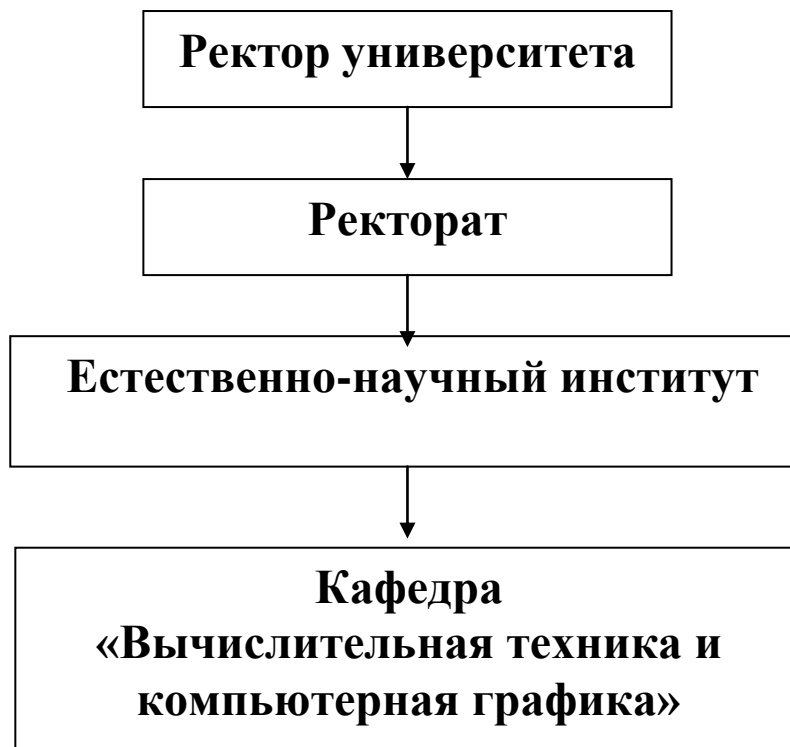 Ректор университета
Ректорат
Естественно-научный институт
Кафедра
«Вычислительная техника и
компьютерная графика»